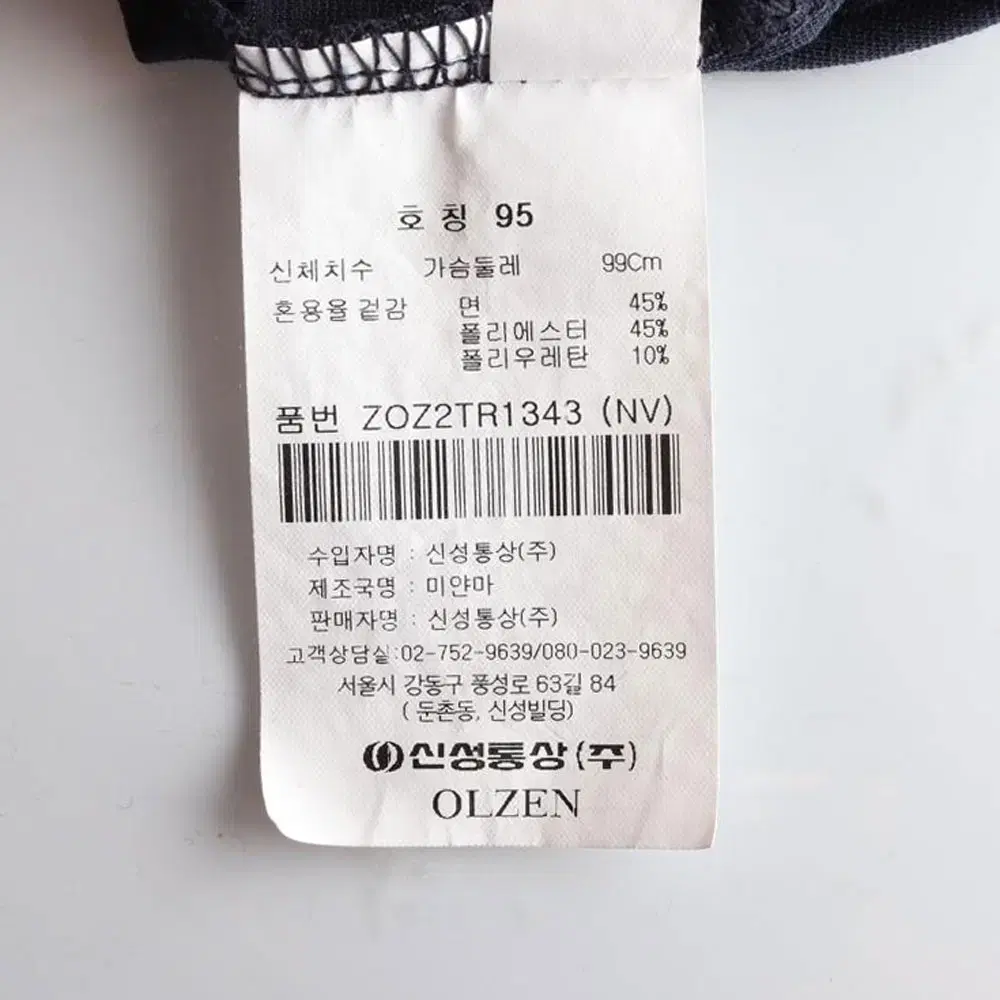 호 칭 95
신체치수 가슴둘레 99Cm
혼용율 겉감 면 45%
폴리에스터 45%
폴리우레탄 10%
품번 ZOZ2TR1343 (NV)
수입자명 : 신성통상(주)
제조국명 : 미얀마
판매자명 : 신성통상(주)
고객상담실:02-752-9639/080-023-9639
서울시 강동구 풍성로 63길 84
( 둔촌동, 신성빌딩)
신성통상(주)
OLZEN